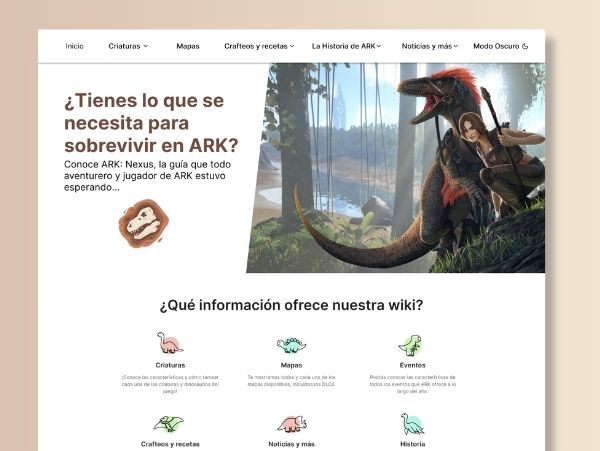 Inicio Criaturas Mapas Crafteos y recetas La Historia de ARK Noticias y más Modo Oscuro
¿Tienes lo que se
necesita para
sobrevivir en ARK?
Conoce ARK: Nexus, la guía que todo
aventurero y jugador de ARK estuvo
esperando...
¿Qué información ofrece nuestra wiki?
Criaturas Mapas Eventos
¡Conoce las características y cómo tamear
cada una de las criaturas y dinosaurios del
juego!
Te mostramos todos y cada uno de los
mapas disponibles, incluidos los DLCs.
Podrás conocer las características de
todos los eventos que ARK ofrece a lo
largo del año.
Crafteos y recetas Noticias y más Historia